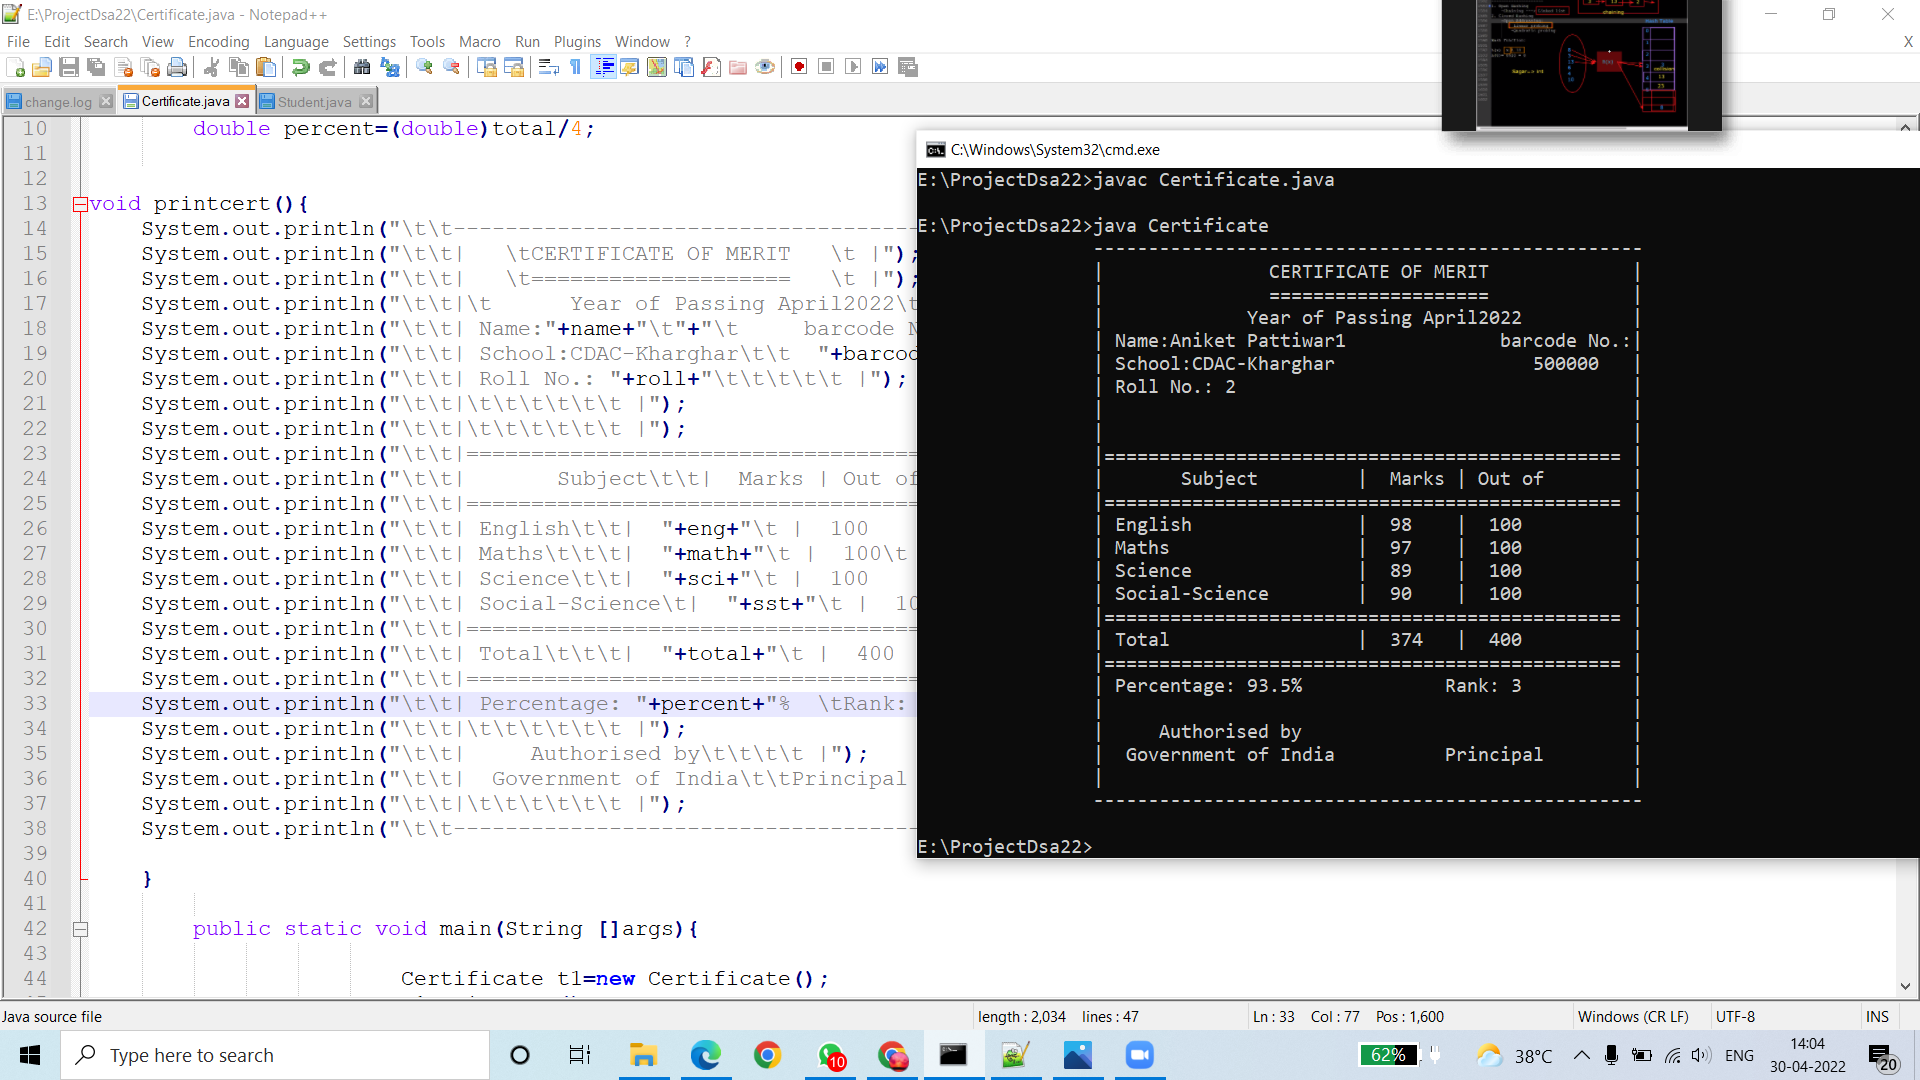 E:\ProjectDsa22\Certificate.java - Notepad++
File Edit Search View Encoding Language Settings Tools Macro Run Plugins Window ?
X
change.log Certificate.java Student.java
10 double percent=(double)total/4;
11
12
13 void printcert(){
14 System.out.println("\t\t-----------------------------------
15 System.out.println("\t\t|   \tCERTIFICATE OF MERIT   \t |");
16 System.out.println("\t\t|   \t====================   \t |");
17 System.out.println("\t\t|\t      Year of Passing April2022\t
18 System.out.println("\t\t| Name:"+name+"\t"+"\t     barcode N
19 System.out.println("\t\t| School:CDAC-Kharghar\t\t  "+barcod
20 System.out.println("\t\t| Roll No.: "+roll+"\t\t\t\t\t |");
21 System.out.println("\t\t|\t\t\t\t\t\t |");
22 System.out.println("\t\t|\t\t\t\t\t\t |");
23 System.out.println("\t\t|===================================
24 System.out.println("\t\t|       Subject\t\t|  Marks | Out of
25 System.out.println("\t\t|===================================
26 System.out.println("\t\t| English\t\t|  "+eng+"\t |  100
27 System.out.println("\t\t| Maths\t\t\t|  "+math+"\t |  100\t
28 System.out.println("\t\t| Science\t\t|  "+sci+"\t |  100
29 System.out.println("\t\t| Social-Science\t|  "+sst+"\t |  10
30 System.out.println("\t\t|===================================
31 System.out.println("\t\t| Total\t\t\t|  "+total+"\t |  400
32 System.out.println("\t\t|===================================
33 System.out.println("\t\t| Percentage: "+percent+"%  \tRank:
34 System.out.println("\t\t|\t\t\t\t\t\t |");
35 System.out.println("\t\t|     Authorised by\t\t\t\t |");
36 System.out.println("\t\t|  Government of India\t\tPrincipal
37 System.out.println("\t\t|\t\t\t\t\t\t |");
38 System.out.println("\t\t-----------------------------------
39
40 }
41
42 public static void main(String []args){
43
44 Certificate t1=new Certificate();
C:\Windows\System32\cmd.exe
E:\ProjectDsa22>javac Certificate.java
E:\ProjectDsa22>java Certificate
--------------------------------------------------
| CERTIFICATE OF MERIT |
| ==================== |
| Year of Passing April2022 |
| Name:Aniket Pattiwar1 barcode No.:|
| School:CDAC-Kharghar 500000 |
| Roll No.: 2 |
| |
| |
|=============================================== |
| Subject | Marks | Out of |
|=============================================== |
| English | 98 | 100 |
| Maths | 97 | 100 |
| Science | 89 | 100 |
| Social-Science | 90 | 100 |
|=============================================== |
| Total | 374 | 400 |
|=============================================== |
| Percentage: 93.5% Rank: 3 |
| |
| Authorised by |
| Government of India Principal |
| |
--------------------------------------------------
E:\ProjectDsa22>
Java source file length : 2,034 lines : 47 Ln : 33 Col : 77 Pos : 1,600 Windows (CR LF) UTF-8 INS
Type here to search 10 62% 38°C ENG 14:04
30-04-2022 20